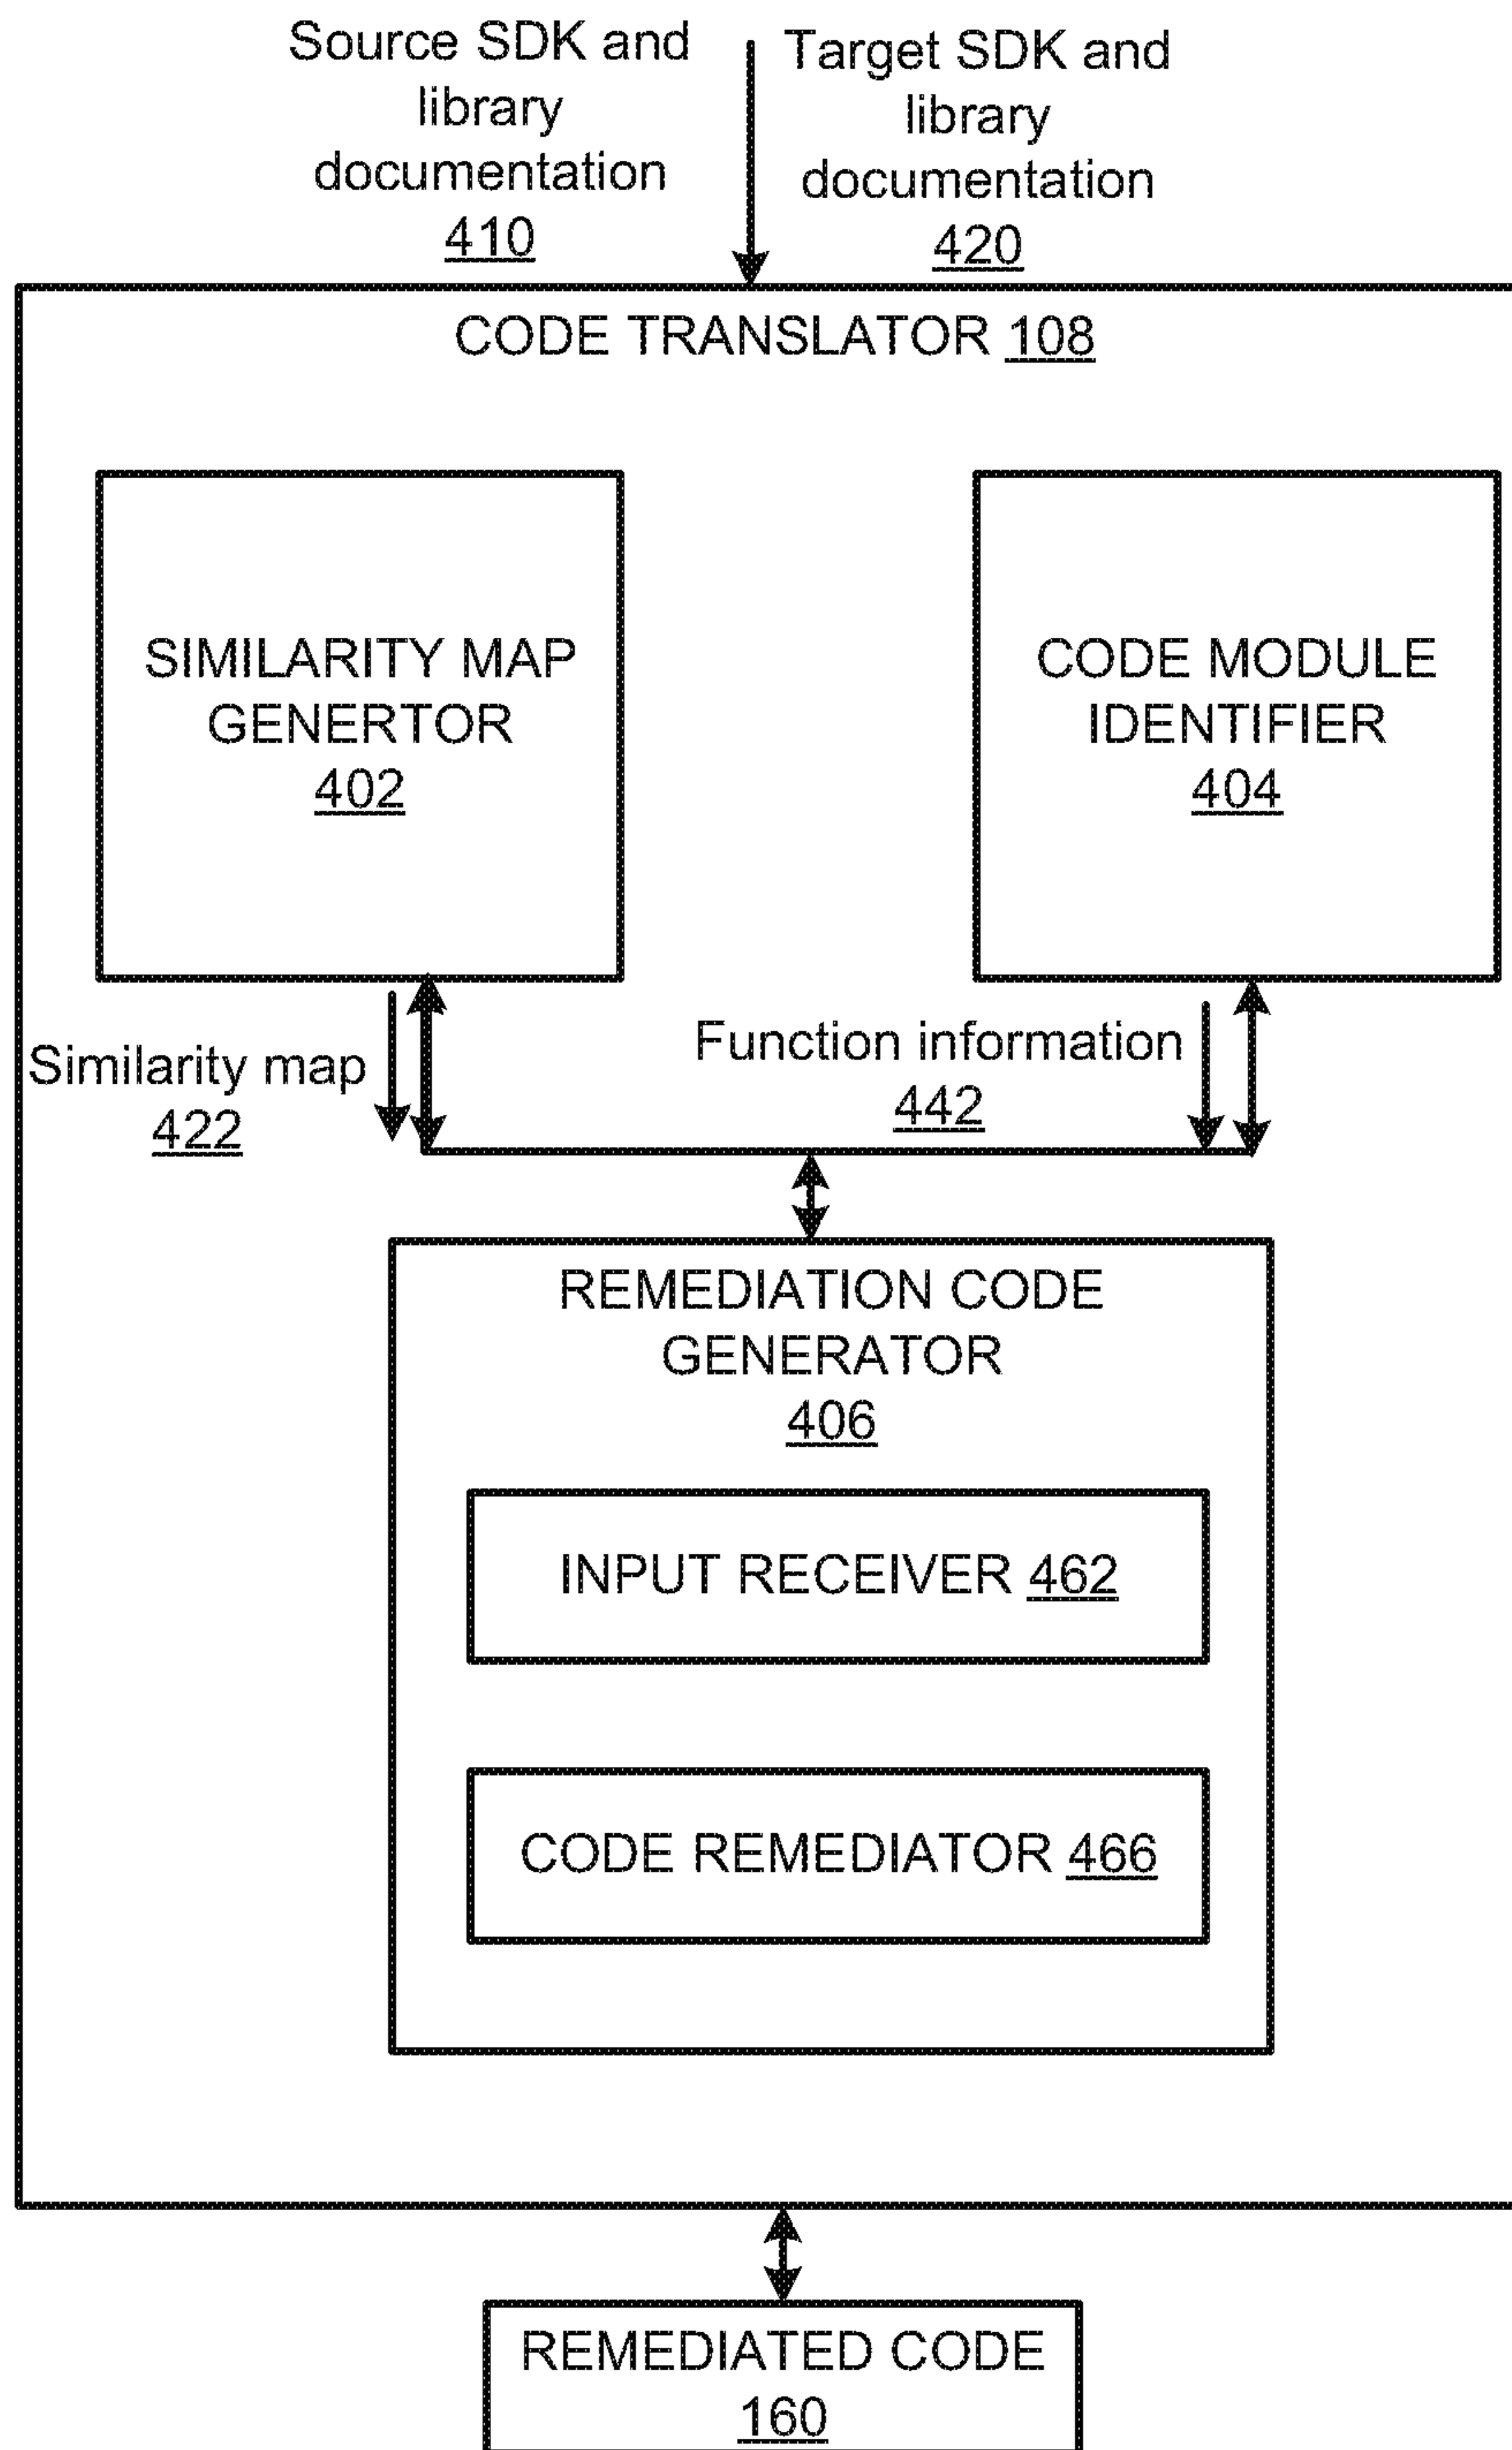 Source SDK and
library
documentation
410
Target SDK and
library
documentation
420
CODE TRANSLATOR 108
SIMILARITY MAP
GENERTOR
402
CODE MODULE
IDENTIFIER
404
Similarity map
422
Function information
442
REMEDIATION CODE
GENERATOR
406
INPUT RECEIVER 462
CODE REMEDIATOR 466
REMEDIATED CODE
160